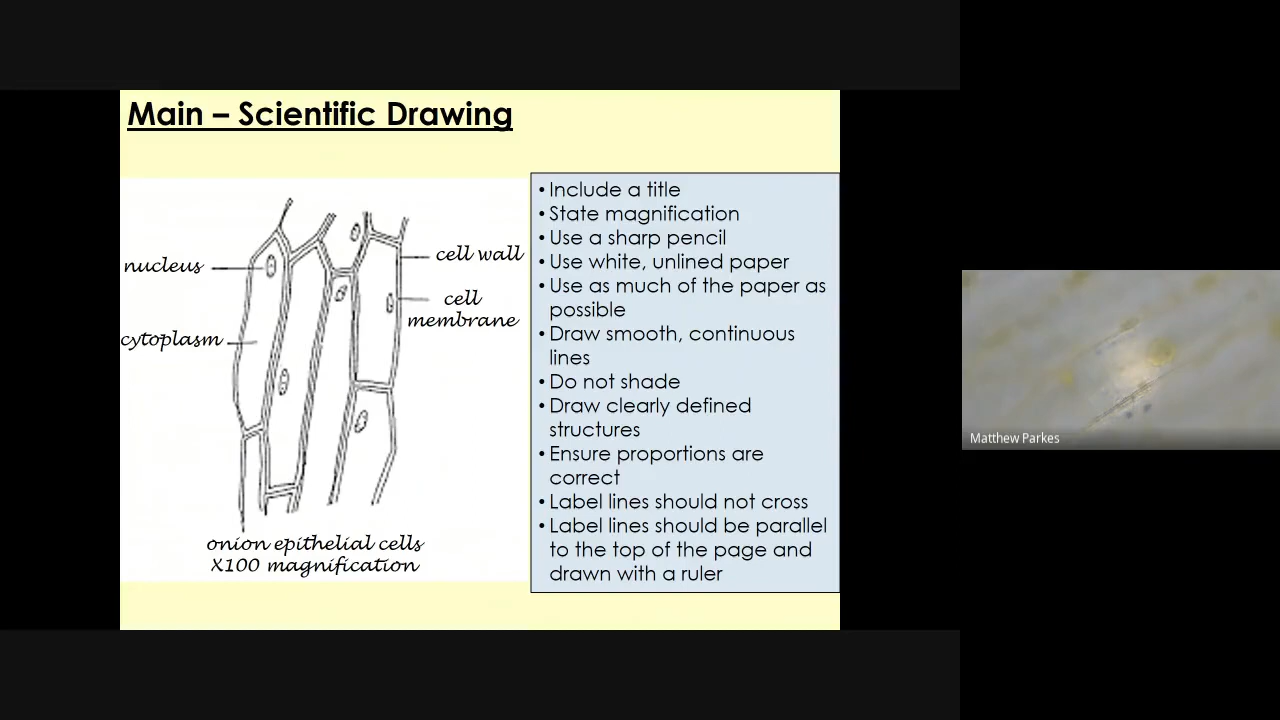 Main – Scientific Drawing
nucleus
cytoplasm
cell wall
cell
membrane
onion epithelial cells
X100 magnification
• Include a title
• State magnification
• Use a sharp pencil
• Use white, unlined paper
• Use as much of the paper as
possible
• Draw smooth, continuous
lines
• Do not shade
• Draw clearly defined
structures
• Ensure proportions are
correct
• Label lines should not cross
• Label lines should be parallel
to the top of the page and
drawn with a ruler
Matthew Parkes